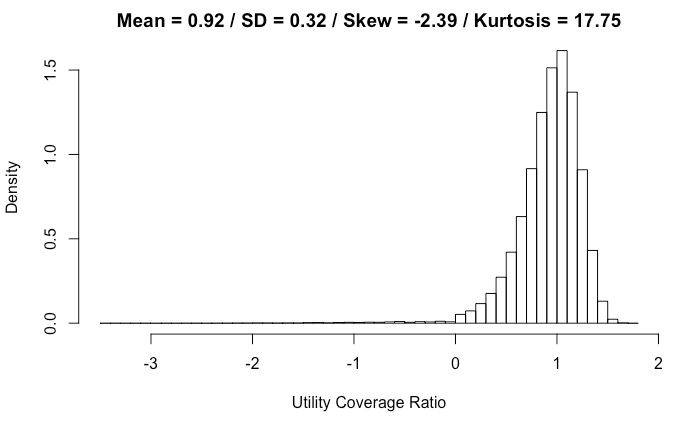 Mean = 0.92 / SD = 0.32 / Skew = -2.39 / Kurtosis = 17.75
Density
1.5
1.0
0.5
0.0
-3 -2 -1 0 1 2
Utility Coverage Ratio